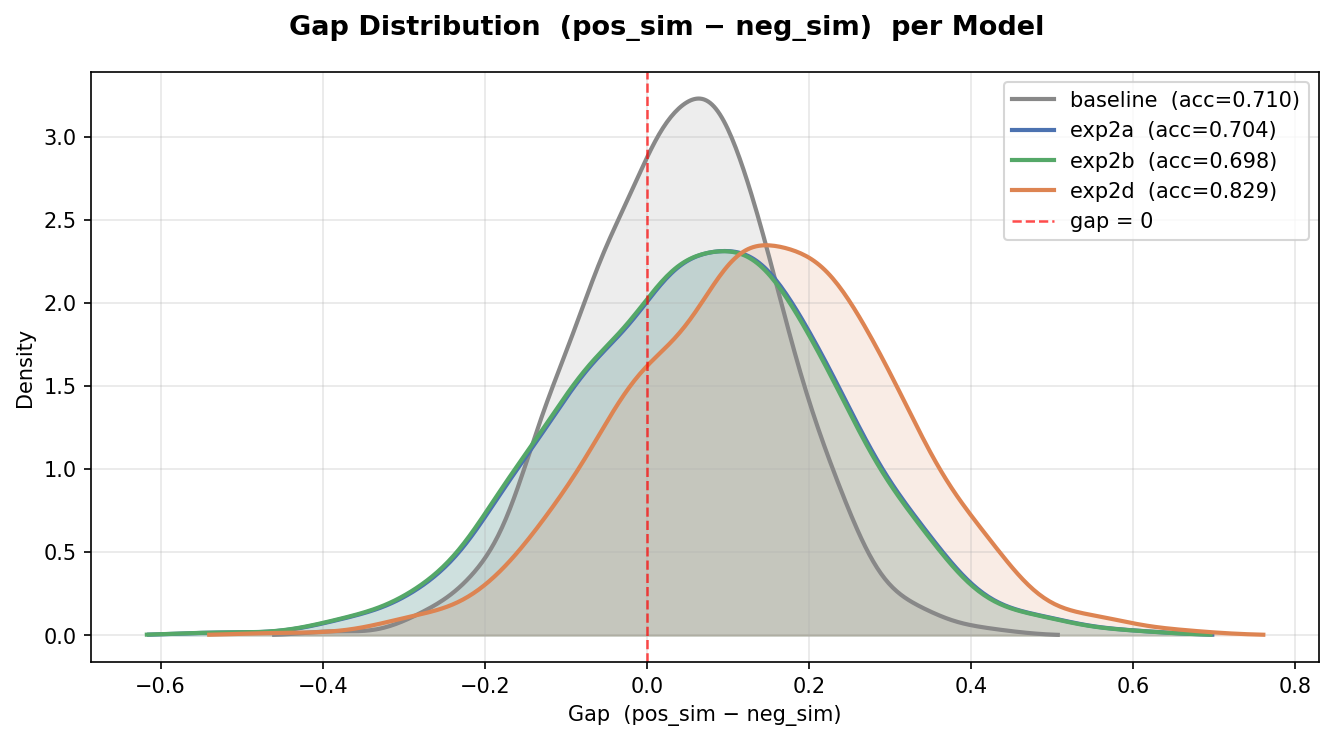 Gap Distribution  (pos_sim − neg_sim)  per Model
baseline  (acc=0.710)
exp2a  (acc=0.704)
exp2b  (acc=0.698)
exp2d  (acc=0.829)
gap = 0
Density
3.0
2.5
2.0
1.5
1.0
0.5
0.0
−0.6 −0.4 −0.2 0.0 0.2 0.4 0.6 0.8
Gap  (pos_sim − neg_sim)